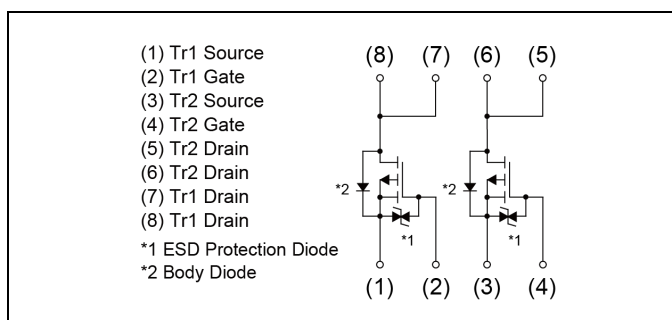 (1) Tr1 Source
(2) Tr1 Gate
(3) Tr2 Source
(4) Tr2 Gate
(5) Tr2 Drain
(6) Tr2 Drain
(7) Tr1 Drain
(8) Tr1 Drain
*1 ESD Protection Diode
*2 Body Diode
(8) (7) (6) (5)
*2 *2
*1 *1
(1) (2) (3) (4)